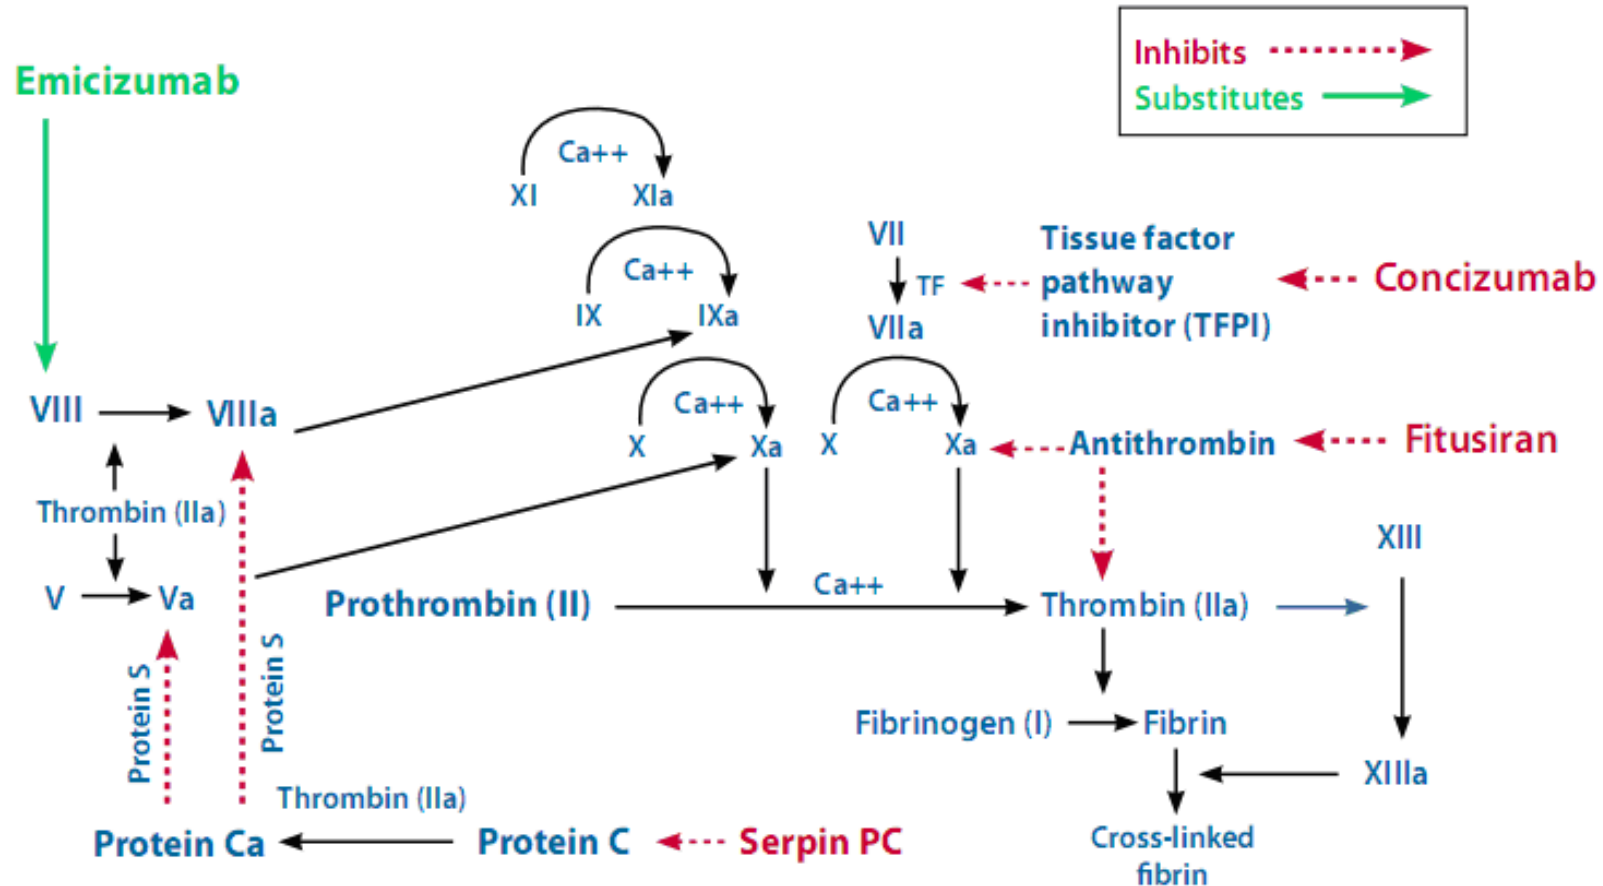 Inhibits
Substitutes
Emicizumab
Ca++
XI
XIa
Ca++
IX
IXa
VII
TF
VIIa
Tissue factor
pathway
inhibitor (TFPI)
Concizumab
VIII
VIIIa
Ca++
X
Xa
Ca++
X
Xa
Antithrombin
Fitusiran
Thrombin (IIa)
V
Va
Prothrombin (II)
Ca++
Thrombin (IIa)
XIII
Protein S
Protein S
Fibrinogen (I)
Fibrin
XIIIa
Cross-linked
fibrin
Thrombin (IIa)
Protein Ca
Protein C
Serpin PC